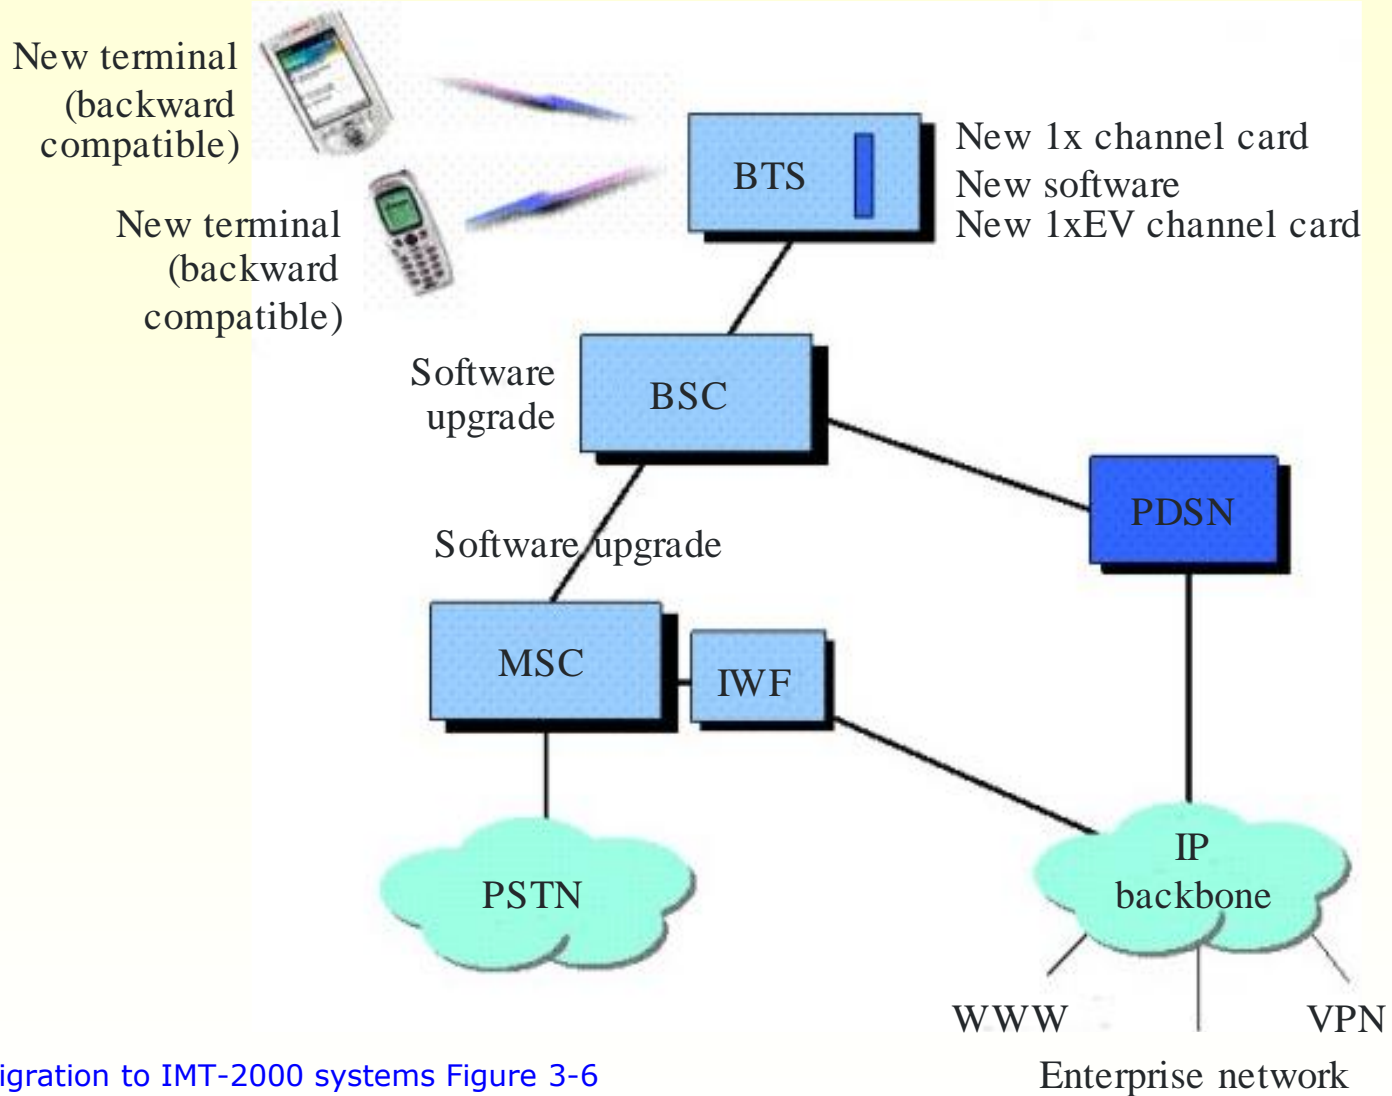 New terminal
(backward
compatible)
New terminal
(backward
compatible)
BTS
New 1x channel card
New software
New 1xEV channel card
Software
upgrade
BSC
Software upgrade
PDSN
MSC
IWF
PSTN
IP
backbone
WWW
VPN
Enterprise network
igration to IMT-2000 systems Figure 3-6